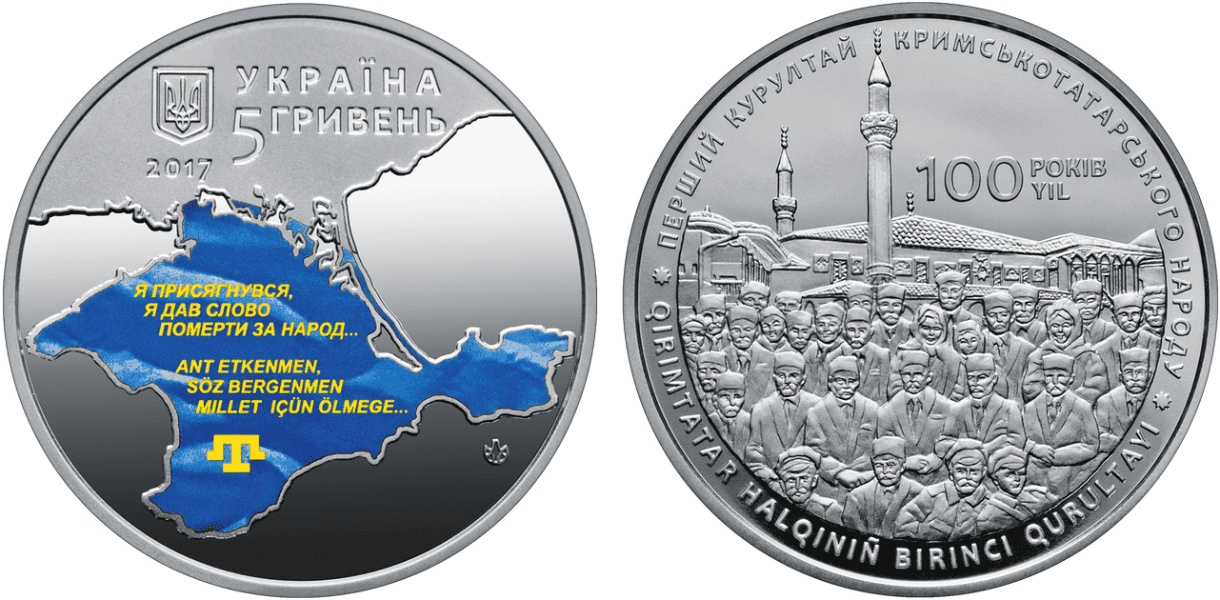 УКРАЇНА
5 ГРИВЕНЬ
2017
Я ПРИСЯГНУВСЯ,
Я ДАВ СЛОВО
ПОМЕРТИ ЗА НАРОД...
ANT ETKENMEN,
SÖZ BERGENMEN
MILLET IÇÜN ÖLMEGE...
ПЕРШИЙ КУРУЛТАЙ КРИМСЬКОТАТАРСЬКОГО НАРОДУ
100 РОКІВ
YIL
QIRIMTATAR HALQINIÑ BIRINCI QURULTAYI